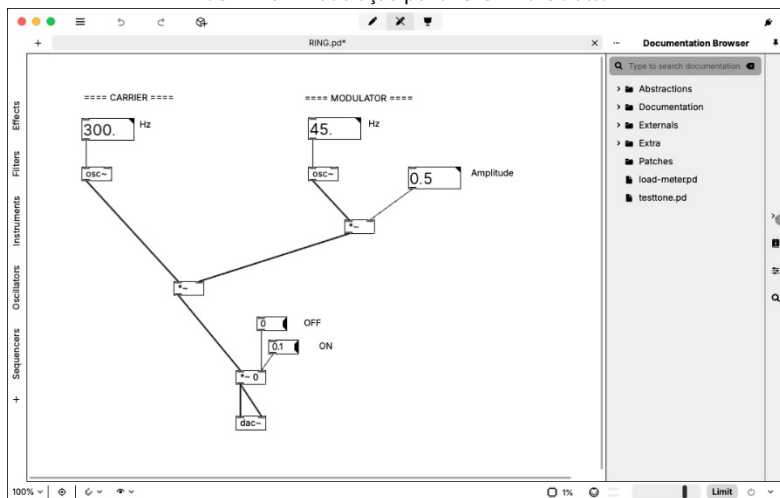 RING.pd*
Documentation Browser
Type to search documentation
Abstractions
Documentation
Externals
Extra
Patches
load-meter.pd
testtone.pd
Effects
Filters
Instruments
Oscillators
Sequencers
==== CARRIER ====
==== MODULATOR ====
300.
Hz
45.
Hz
osc~
osc~
0.5
Amplitude
*~
*~
0
OFF
0.1
ON
*~ 0
dac~
100%
1%
Limit